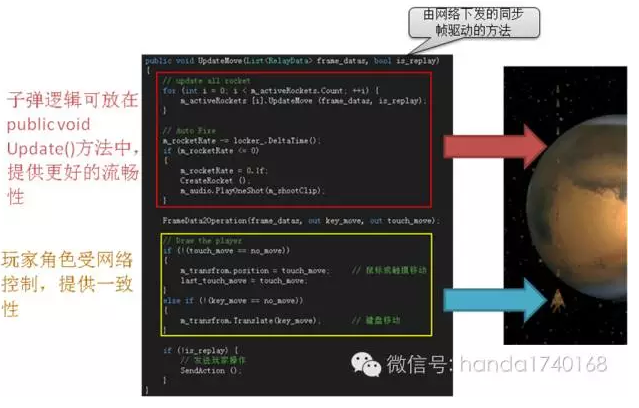 由网络下发的同步
帧驱动的方法
public void UpdateMove(List<RelayData> frame_datas, bool is_replay)
{
// update all rocket
for (int i = 0; i < m_activeRockets.Count; ++i) {
m_activeRockets [i].UpdateMove (frame_datas, is_replay);
}
// Auto Fire
m_rocketRate -= locker_.DeltaTime();
if (m_rocketRate <= 0)
{
m_rocketRate = 0.1f;
CreateRocket ();
m_audio.PlayOneShot(m_shootClip);
}
FrameData2Operation(frame_datas, out key_move, out touch_move);
// Draw the player
if (!(touch_move == no_move))
{
m_transfrom.position = touch_move; // 鼠标或触摸移动
last_touch_move = touch_move;
}
else if (!(key_move == no_move))
{
m_transfrom.Translate(key_move); // 键盘移动
}
if (!is_replay) {
// 发送玩家操作
SendAction ();
}
}
子弹逻辑可放在
public void
Update()方法中,
提供更好的流畅
性
玩家角色受网络
控制，提供一致
性
微信号: handa1740168